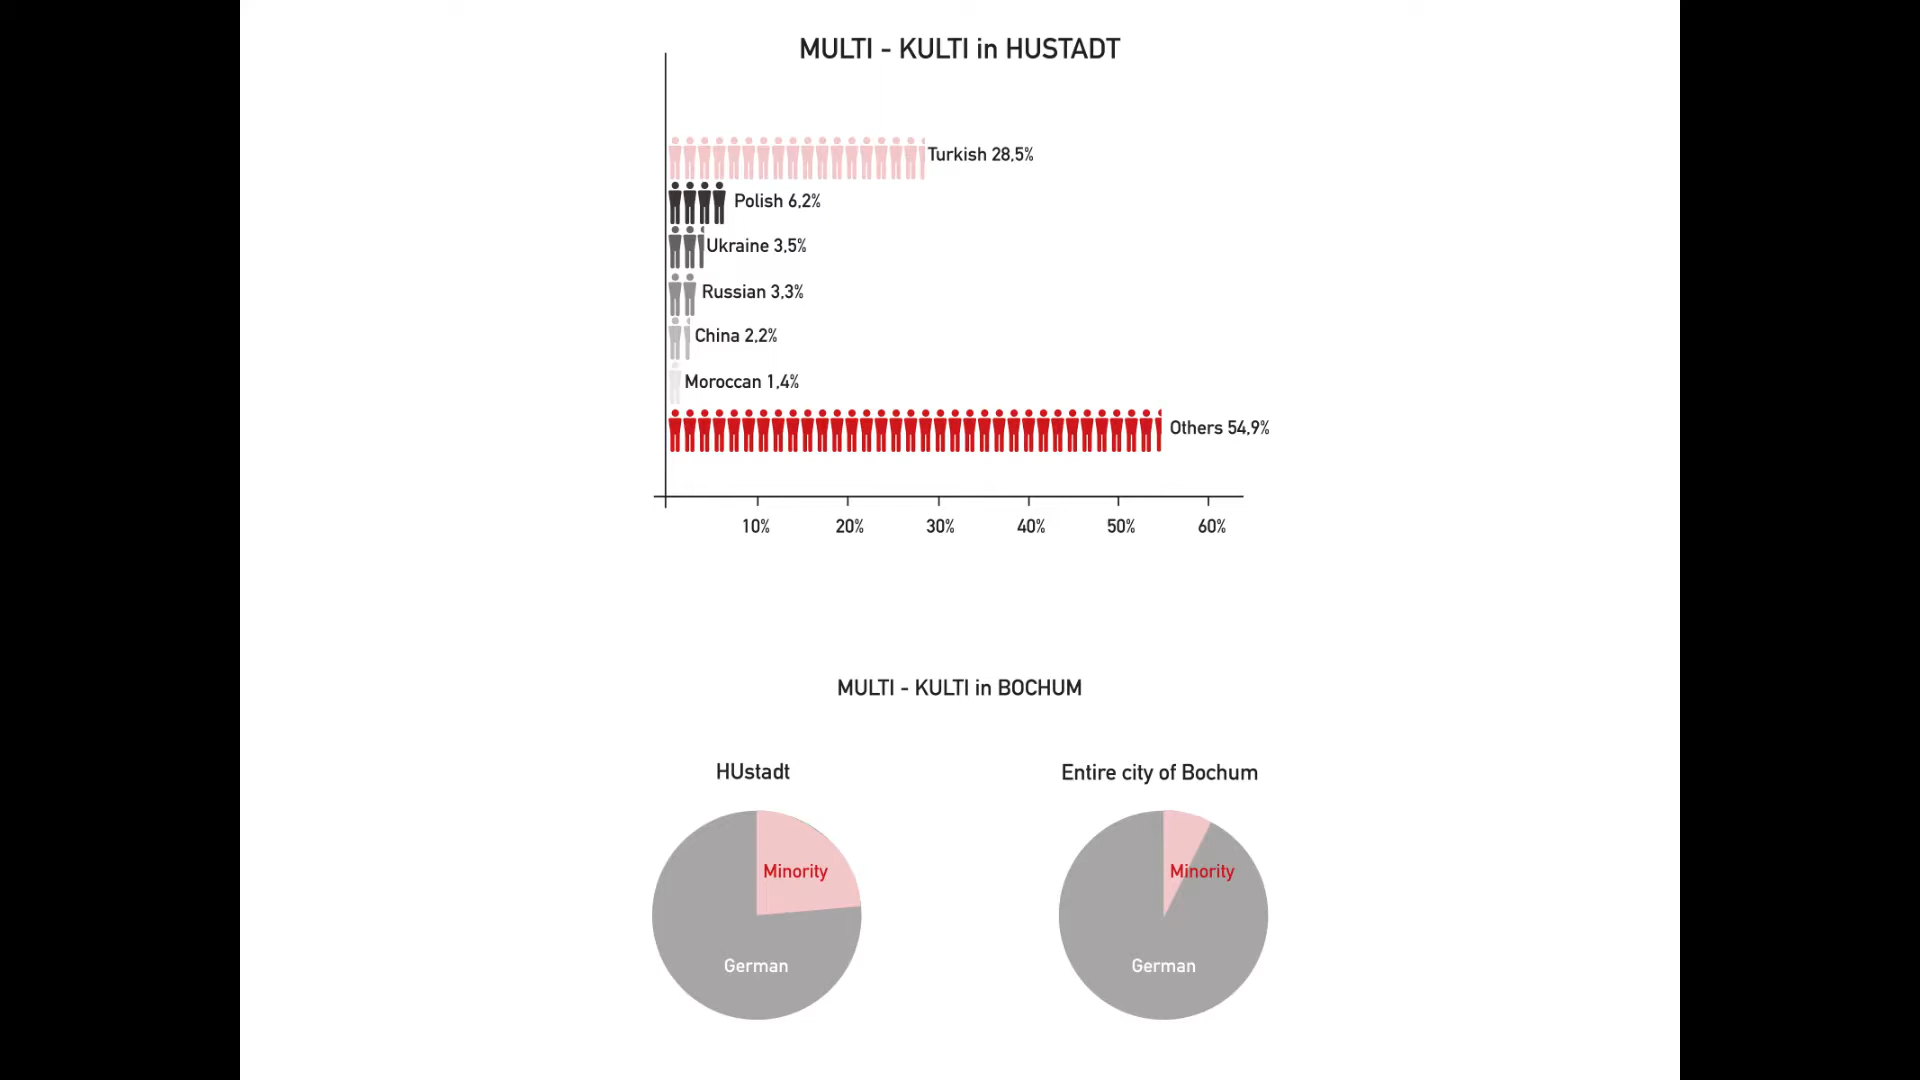 MULTI - KULTI in HUSTADT
Turkish 28,5%
Polish 6,2%
Ukraine 3,5%
Russian 3,3%
China 2,2%
Moroccan 1,4%
Others 54,9%
10% 20% 30% 40% 50% 60%
MULTI - KULTI in BOCHUM
HUstadt
Entire city of Bochum
Minority
German
Minority
German